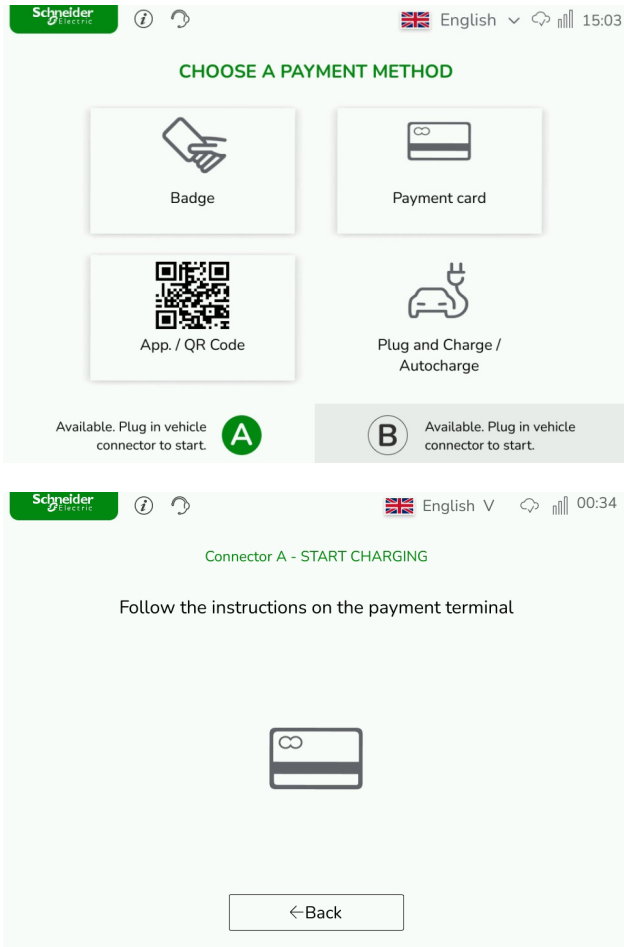 Schneider
Electric
English
15:03
CHOOSE A PAYMENT METHOD
Badge
Payment card
App. / QR Code
Plug and Charge /
Autocharge
Available. Plug in vehicle
connector to start.
A
B
Available. Plug in vehicle
connector to start.
Schneider
Electric
English V
00:34
Connector A - START CHARGING
Follow the instructions on the payment terminal
←Back